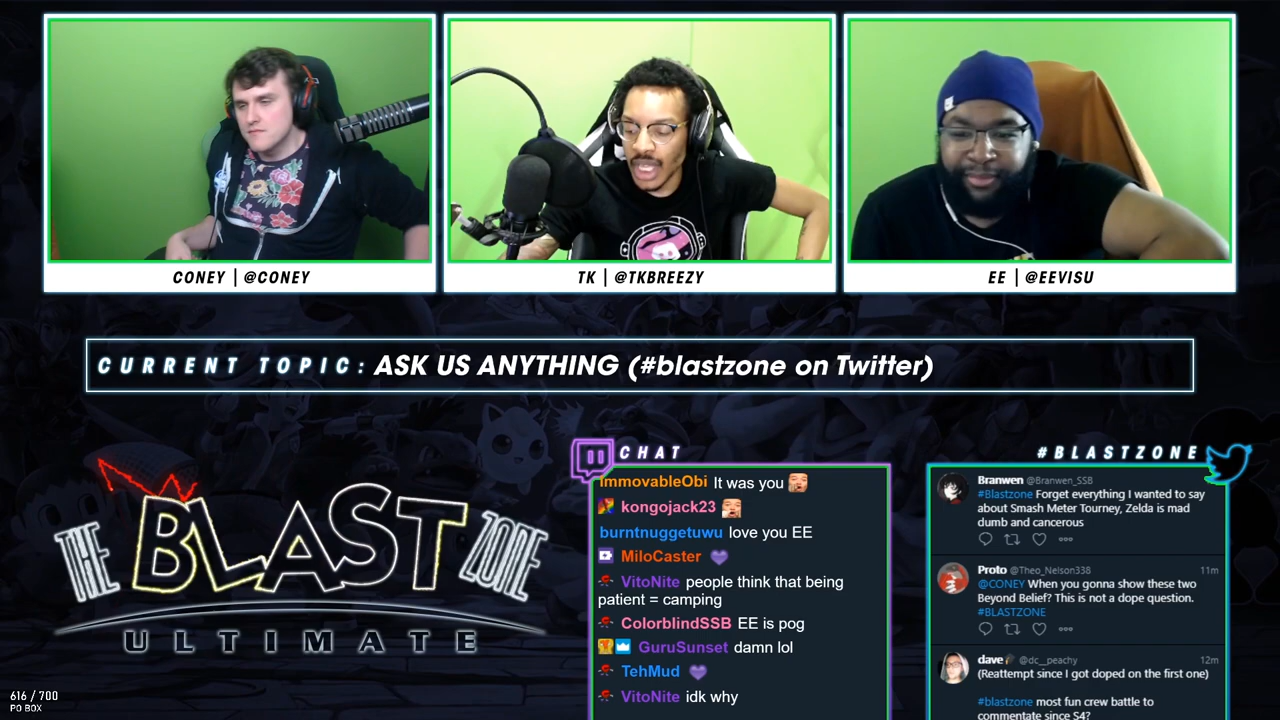 CONEY | @CONEY
TK | @TKBREEZY
EE | @EEVISU
CURRENT TOPIC: ASK US ANYTHING (#blastzone on Twitter)
THE BLAST ZONE
ULTIMATE
616 / 700
PO BOX
CHAT
ImmovableObi It was you
kongojack23
burntnuggetuwu love you EE
MiloCaster
VitoNite people think that being
patient = camping
ColorblindSSB EE is pog
GuruSunset damn lol
TehMud
VitoNite idk why
#BLASTZONE
Branwen @Branwen_SSB
#Blastzone Forget everything I wanted to say
about Smash Meter Tourney, Zelda is mad
dumb and cancerous
Proto @Theo_Nelson338 11m
@CONEY When you gonna show these two
Beyond Belief? This is not a dope question.
#BLASTZONE
dave @dc__peachy 12m
(Reattempt since I got doped on the first one)
#blastzone most fun crew battle to
commentate since S4?